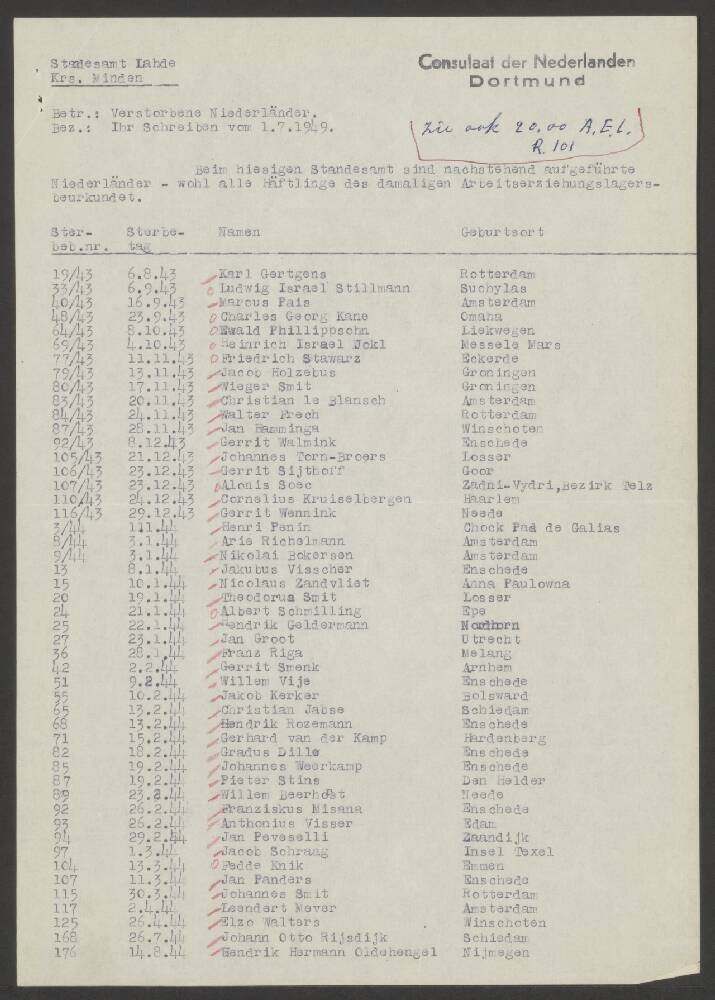 Standesamt Lahde
Krs. Minden
Consulaat der Nederlanden
Dortmund
Betr.: Verstorbene Niederländer.
Bez.: Ihr Schreiben vom 1.7.1949.
Zie ook 20.00 A.E.L.
R. 101
Beim hiesigen Standesamt sind nachstehend aufgeführte
Niederländer - wohl alle Häftlinge des damaligen Arbeitserziehungslagers-
beurkundet.
Ster- Sterbe- Namen Geburtsort
beb.nr. tag
19/43 6.8.43 Karl Gertgens Rotterdam
33/43 6.9.43 Ludwig Israel Stillmann Suchylas
40/43 16.9.43 Marcus Pais Amsterdam
48/43 23.9.43 Charles Georg Kane Omaha
64/43 8.10.43 Ewald Phillippsohn Liekwegen
69/43 4.10.43 Heinrich Israel Jokl Messele Mars
77/43 11.11.43 Friedrich Stawarz Eckerde
79/43 13.11.43 Jacob Holzebus Groningen
80/43 17.11.43 Wieger Smit Groningen
83/43 20.11.43 Christian le Blansch Amsterdam
84/43 24.11.43 Walter Frech Rotterdam
87/43 28.11.43 Jan Hamminga Winschoten
92/43 8.12.43 Gerrit Walmink Enschede
105/43 21.12.43 Johannes Torn-Broers Losser
106/43 23.12.43 Gerrit Sijthoff Goor
107/43 23.12.43 Alonis Soec Zadni-Vydri,Bezirk Telz
110/43 24.12.43 Cornelius Kruiselbergen Haarlem
116/43 29.12.43 Gerrit Wennink Neede
3/44 1.1.44 Henri Penin Chock Pad de Galias
8/44 3.1.44 Arie Richelmann Amsterdam
9/44 3.1.44 Nikolai Bokersen Amsterdam
13 8.1.44 Jakubus Visscher Enschede
15 10.1.44 Nicolaus Zandvliet Anna Paulowna
20 19.1.44 Theodorus Smit Losser
24 21.1.44 Albert Schmilling Epe
25 22.1.44 Hendrik Geldermann Nordhorn
27 23.1.44 Jan Groot Utrecht
36 28.1.44 Franz Riga Melang
42 2.2.44 Gerrit Smenk Arnhem
51 9.2.44 Willem Vije Enschede
55 10.2.44 Jakob Kerker Bolsward
65 13.2.44 Christian Jabse Schiedam
68 13.2.44 Hendrik Rozemann Enschede
71 15.2.44 Gerhard van der Kamp Hardenberg
82 18.2.44 Gradus Dille Enschede
85 19.2.44 Johannes Weerkamp Enschede
87 19.2.44 Pieter Stins Den Helder
89 23.2.44 Willem Beerhorst Neede
92 26.2.44 Franziskus Misana Enschede
93 26.2.44 Anthonius Visser Edam
94 29.2.44 Jan Peveselli Zaandijk
97 1.3.44 Jacob Schraag Insel Texel
104 13.3.44 Fedde Knik Emmen
107 11.3.44 Jan Panders Enschede
115 30.3.44 Johannes Smit Rotterdam
117 2.4.44 Leendert Never Amsterdam
125 26.4.44 Elzo Walters Winschoten
168 26.7.44 Johann Otto Rijsdijk Schiedam
176 14.8.44 Hendrik Hermann Oldehengel Nijmegen